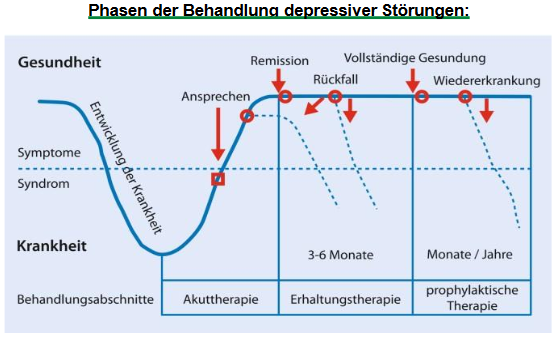 Phasen der Behandlung depressiver Störungen:
Gesundheit
Remission
Vollständige Gesundung
Rückfall
Wiedererkrankung
Ansprechen
Entwicklung der Krankheit
Symptome
Syndrom
Krankheit
3-6 Monate
Monate / Jahre
Behandlungsabschnitte
Akuttherapie
Erhaltungstherapie
prophylaktische
Therapie